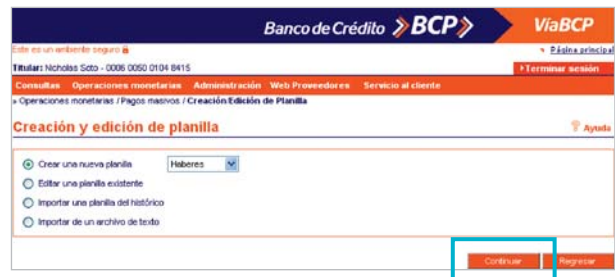 Banco de Crédito BCP VíaBCP
Este es un ambiente seguro Página principal
Titular: Nicholas Soto - 0006 0050 0104 8415 Terminar sesión
Consultas Operaciones monetarias Administración Web Proveedores Servicio al cliente
» Operaciones monetarias / Pagos masivos / Creación Edición de Planilla
Creación y edición de planilla Ayuda
Crear una nueva planilla Haberes
Editar una planilla existente
Importar una planilla del histórico
Importar de un archivo de texto
Continuar Regresar